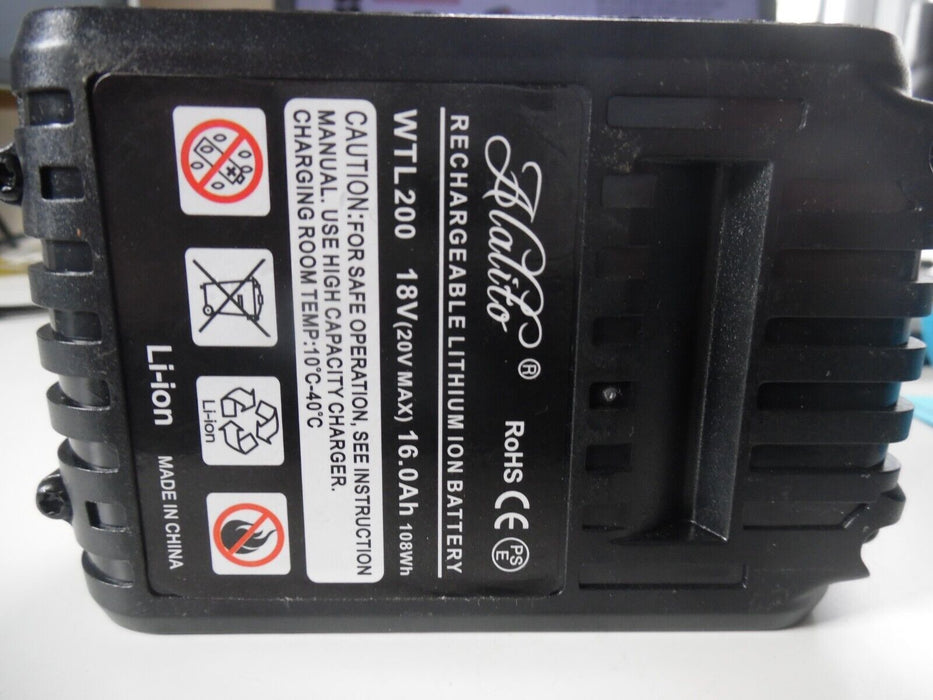 Alalito®
RoHS CE PSE
RECHARGEABLE LITHIUM ION BATTERY
WTL200 18V(20V MAX) 16.0Ah 108Wh
CAUTION:FOR SAFE OPERATION, SEE INSTRUCTION
MANUAL. USE HIGH CAPACITY CHARGER.
CHARGING ROOM TEMP:10°C-40°C
Li-ion
Li-ion
MADE IN CHINA